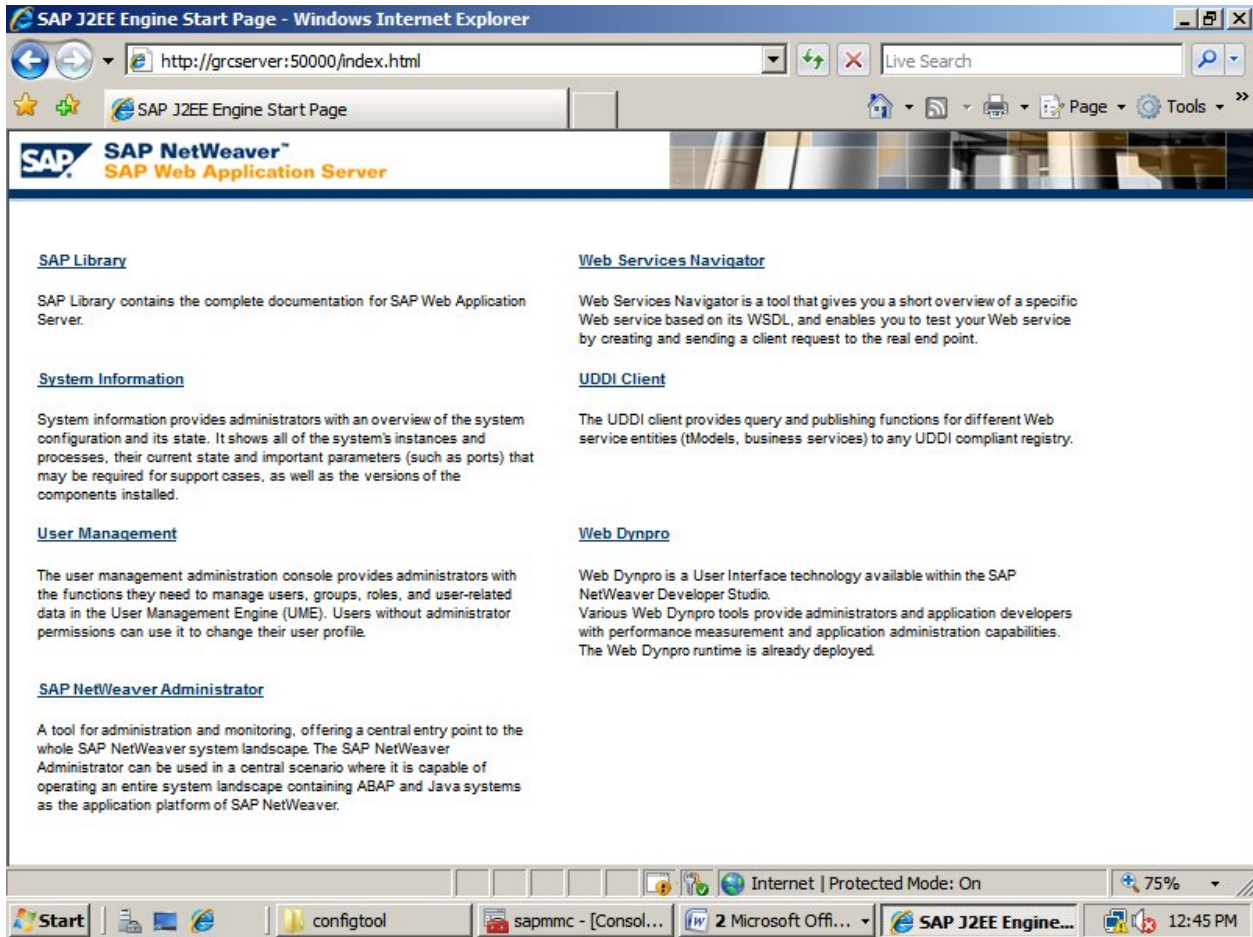 SAP J2EE Engine Start Page - Windows Internet Explorer
http://grcserver:50000/index.html
Live Search
SAP J2EE Engine Start Page
Page
Tools
»
SAP
SAP NetWeaver™
SAP Web Application Server
SAP Library
SAP Library contains the complete documentation for SAP Web Application
Server.
System Information
System information provides administrators with an overview of the system
configuration and its state. It shows all of the system's instances and
processes, their current state and important parameters (such as ports) that
may be required for support cases, as well as the versions of the
components installed.
User Management
The user management administration console provides administrators with
the functions they need to manage users, groups, roles, and user-related
data in the User Management Engine (UME). Users without administrator
permissions can use it to change their user profile.
SAP NetWeaver Administrator
A tool for administration and monitoring, offering a central entry point to the
whole SAP NetWeaver system landscape. The SAP NetWeaver
Administrator can be used in a central scenario where it is capable of
operating an entire system landscape containing ABAP and Java systems
as the application platform of SAP NetWeaver.
Web Services Navigator
Web Services Navigator is a tool that gives you a short overview of a specific
Web service based on its WSDL, and enables you to test your Web service
by creating and sending a client request to the real end point.
UDDI Client
The UDDI client provides query and publishing functions for different Web
service entities (tModels, business services) to any UDDI compliant registry.
Web Dynpro
Web Dynpro is a User Interface technology available within the SAP
NetWeaver Developer Studio.
Various Web Dynpro tools provide administrators and application developers
with performance measurement and application administration capabilities.
The Web Dynpro runtime is already deployed.
Internet | Protected Mode: On
75%
Start
configtool
sapmmc - [Consol...
2 Microsoft Offi...
SAP J2EE Engine...
12:45 PM